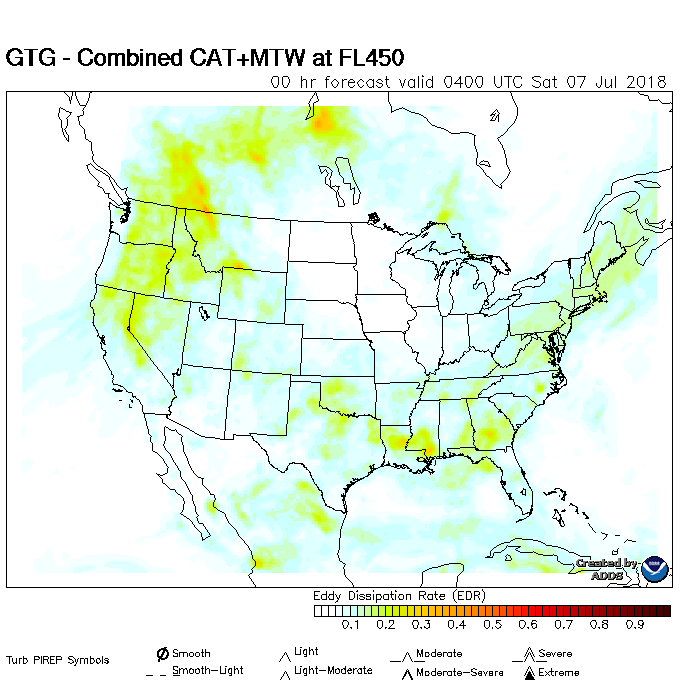 GTG - Combined CAT+MTW at FL450
00 hr forecast valid 0400 UTC Sat 07 Jul 2018
Created by
ADDS
Eddy Dissipation Rate (EDR)
0.1 0.2 0.3 0.4 0.5 0.6 0.7 0.8 0.9
Turb PIREP Symbols
Smooth Light Moderate Severe
Smooth-Light Light-Moderate Moderate-Severe Extreme